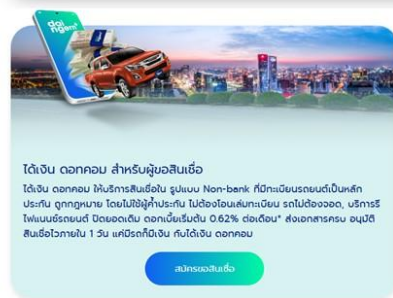 dai
ngern
ได้เงิน ดอทคอม สำหรับผู้ขอสินเชื่อ
ได้เงิน ดอทคอม ให้บริการสินเชื่อใน รูปแบบ Non-bank ที่มีทะเบียนรถยนต์เป็นหลัก
ประกัน ถูกกฎหมาย โดยไม่ใช้ผู้ค้ำประกัน ไม่ต้องโอนเล่มทะเบียน รถไม่ต้องจอด, บริการรี
ไฟแนนซ์รถยนต์ ปิดยอดเดิม ดอกเบี้ยเริ่มต้น 0.62% ต่อเดือน* ส่งเอกสารครบ อนุมัติ
สินเชื่อไวภายใน 1 วัน แค่มีรถก็มีเงิน กับได้เงิน ดอทคอม
สมัครขอสินเชื่อ